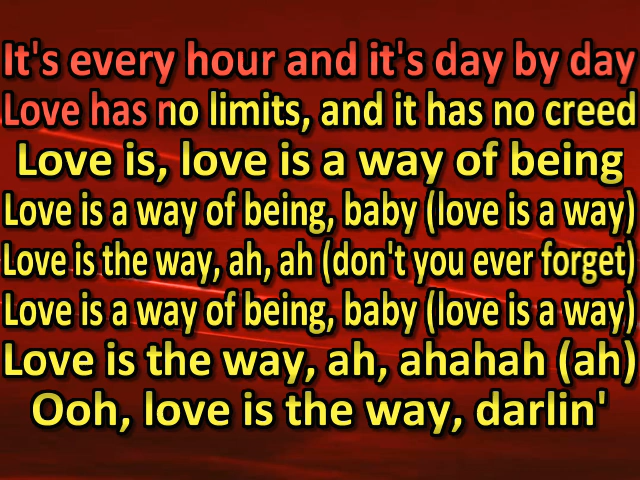 It's every hour and it's day by day
Love has no limits, and it has no creed
Love is, love is a way of being
Love is a way of being, baby (love is a way)
Love is the way, ah, ah (don't you ever forget)
Love is a way of being, baby (love is a way)
Love is the way, ah, ahahah (ah)
Ooh, love is the way, darlin'